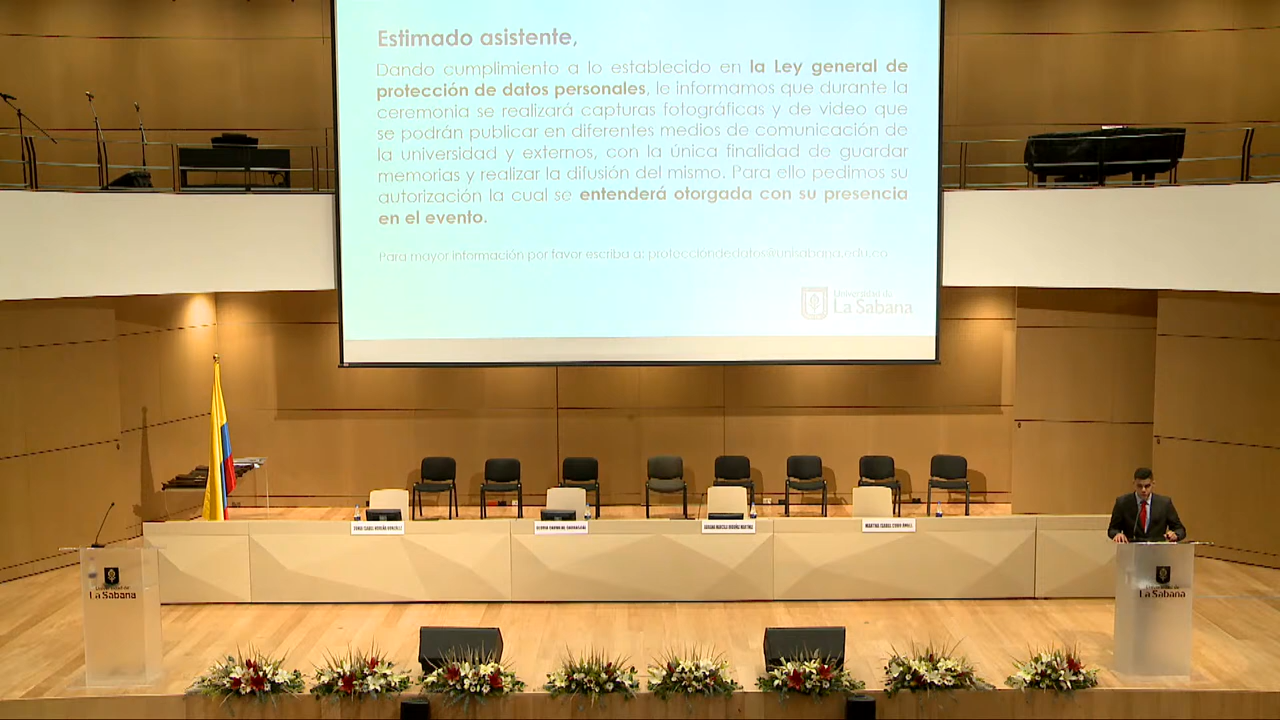 Estimado asistente,
Dando cumplimiento a lo establecido en la Ley general de
protección de datos personales, le informamos que durante la
ceremonia se realizará capturas fotográficas y de video que
se podrán publicar en diferentes medios de comunicación de
la universidad y externos, con la única finalidad de guardar
memorias y realizar la difusión del mismo. Para ello pedimos su
autorización la cual se entenderá otorgada con su presencia
en el evento.
Para mayor información por favor escriba a: protecciondedatos@unisabana.edu.co
Universidad de
La Sabana
Universidad de
La Sabana
Universidad de
La Sabana